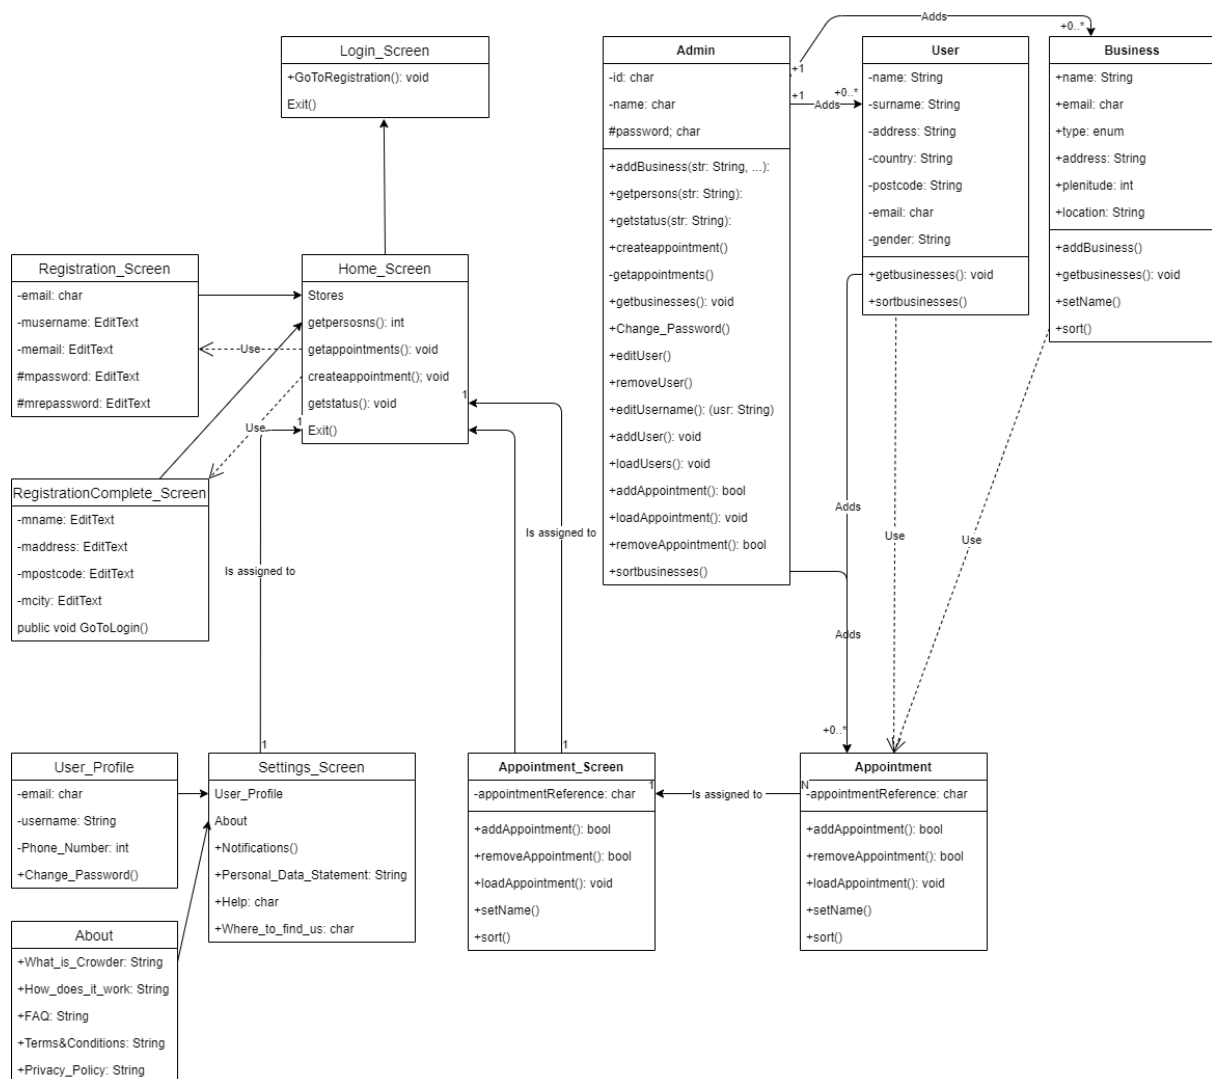 Adds
+0..*
Login_Screen
+GoToRegistration(): void
Exit()
Admin
-id: char
-name: char
#password; char
+addBusiness(str: String, ...):
+getpersons(str: String):
+getstatus(str: String):
+createappointment()
-getappointments()
+getbusinesses(): void
+Change_Password()
+editUser()
+removeUser()
+editUsername(): (usr: String)
+addUser(): void
+loadUsers(): void
+addAppointment(): bool
+loadAppointment(): void
+removeAppointment(): bool
+sortbusinesses()
+1
+1
Adds
+0..*
User
-name: String
-surname: String
-address: String
-country: String
-postcode: String
-email: char
-gender: String
+getbusinesses(): void
+sortbusinesses()
Business
+name: String
+email: char
+type: enum
+address: String
+plenitude: int
+location: String
+addBusiness()
+getbusinesses(): void
+setName()
+sort()
Registration_Screen
-email: char
-musername: EditText
-memail: EditText
#mpassword: EditText
#mrepassword: EditText
Use
Use
Home_Screen
Stores
getpersosns(): int
getappointments(): void
createappointment(); void
getstatus(): void
Exit()
1
1
RegistrationComplete_Screen
-mname: EditText
-maddress: EditText
-mpostcode: EditText
-mcity: EditText
public void GoToLogin()
Is assigned to
Is assigned to
Adds
Use
Use
Adds
+0..*
1
1
User_Profile
-email: char
-username: String
-Phone_Number: int
+Change_Password()
Settings_Screen
User_Profile
About
+Notifications()
+Personal_Data_Statement: String
+Help: char
+Where_to_find_us: char
Appointment_Screen
-appointmentReference: char
+addAppointment(): bool
+removeAppointment(): bool
+loadAppointment(): void
+setName()
+sort()
1
Is assigned to
N
Appointment
-appointmentReference: char
+addAppointment(): bool
+removeAppointment(): bool
+loadAppointment(): void
+setName()
+sort()
About
+What_is_Crowder: String
+How_does_it_work: String
+FAQ: String
+Terms&Conditions: String
+Privacy_Policy: String